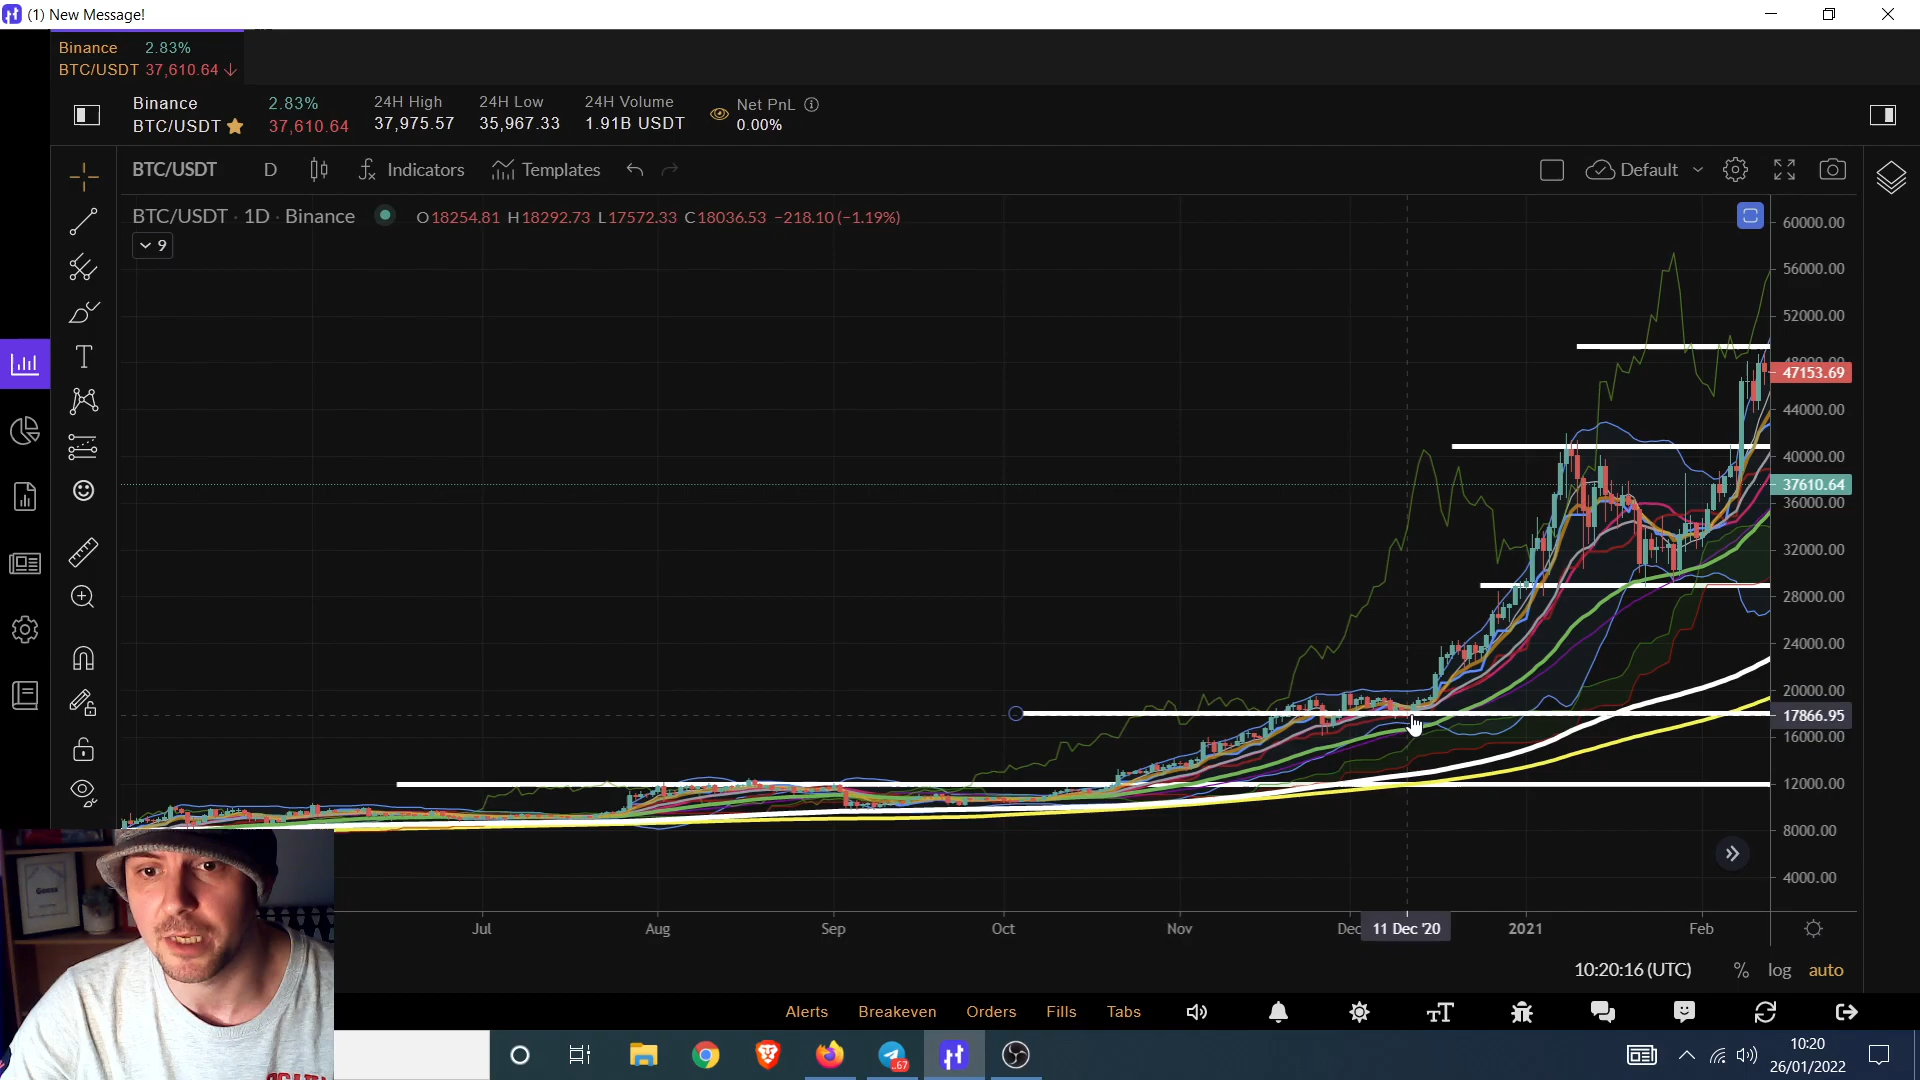 (1) New Message!
Binance 2.83%
BTC/USDT 37,610.64
Binance
BTC/USDT
2.83%
37,610.64
24H High
37,975.57
24H Low
35,967.33
24H Volume
1.91B USDT
Net PnL
0.00%
BTC/USDT D Indicators Templates Default
BTC/USDT · 1D · Binance O18254.81 H18292.73 L17572.33 C18036.53 −218.10 (−1.19%)
9
60000.00
56000.00
52000.00
48000.00
47153.69
44000.00
40000.00
37610.64
36000.00
32000.00
28000.00
24000.00
20000.00
17866.95
16000.00
12000.00
8000.00
4000.00
Jul Aug Sep Oct Nov Dec 11 Dec '20 2021 Feb
10:20:16 (UTC) % log auto
Alerts Breakeven Orders Fills Tabs
67
10:20
26/01/2022